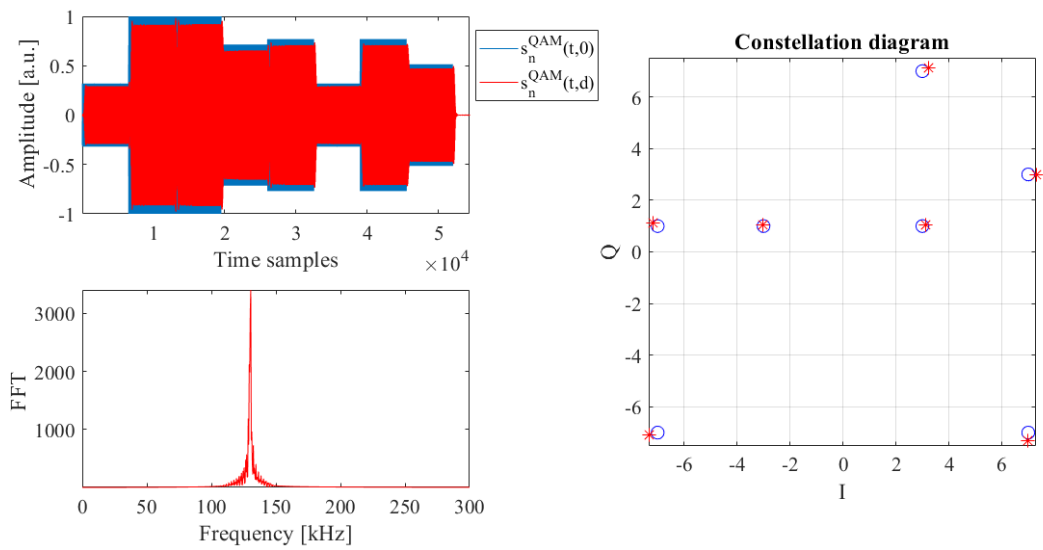 1
0.5
0
-0.5
-1
Amplitude [a.u.]
1 2 3 4 5
Time samples
×10^4
s_n^QAM(t,0)
s_n^QAM(t,d)
3000
2000
1000
FFT
0 50 100 150 200 250 300
Frequency [kHz]
Constellation diagram
6
4
2
0
-2
-4
-6
Q
-6 -4 -2 0 2 4 6
I